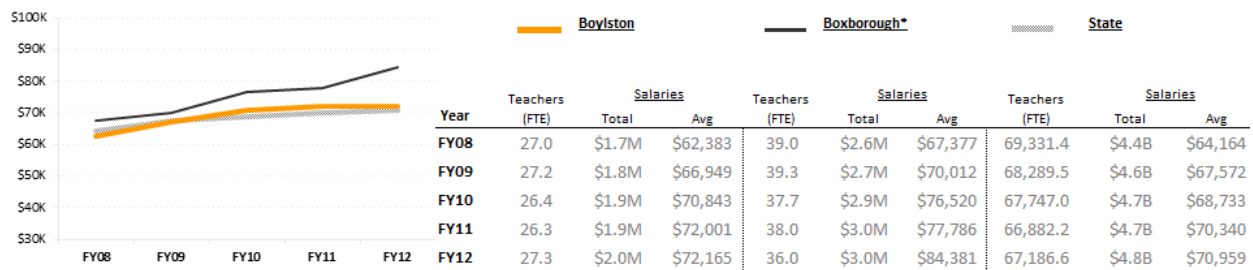 $100K
$90K
$80K
$70K
$60K
$50K
$40K
$30K
FY08 FY09 FY10 FY11 FY12
Boylston Boxborough* State
Teachers Salaries Teachers Salaries Teachers Salaries
Year (FTE) Total Avg (FTE) Total Avg (FTE) Total Avg
FY08 27.0 $1.7M $62,383 39.0 $2.6M $67,377 69,331.4 $4.4B $64,164
FY09 27.2 $1.8M $66,949 39.3 $2.7M $70,012 68,289.5 $4.6B $67,572
FY10 26.4 $1.9M $70,843 37.7 $2.9M $76,520 67,747.0 $4.7B $68,733
FY11 26.3 $1.9M $72,001 38.0 $3.0M $77,786 66,882.2 $4.7B $70,340
FY12 27.3 $2.0M $72,165 36.0 $3.0M $84,381 67,186.6 $4.8B $70,959